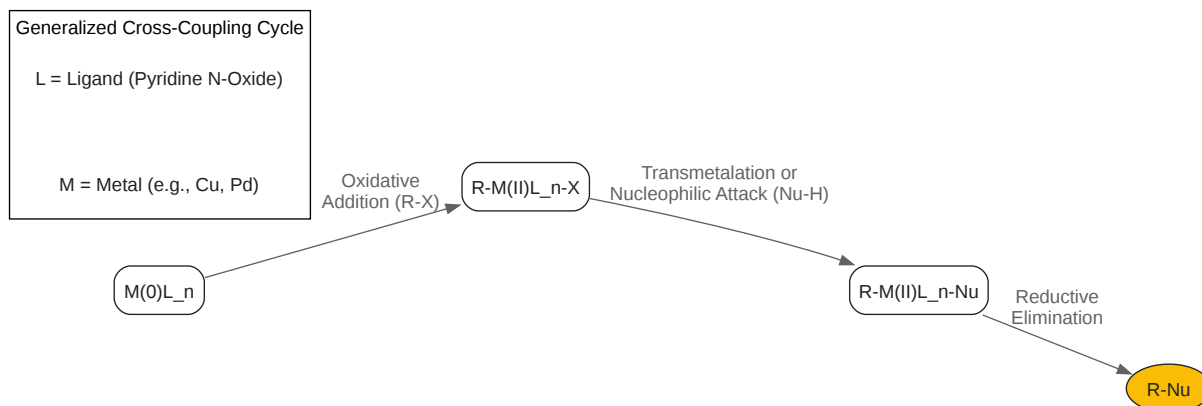 Generalized Cross-Coupling Cycle
L = Ligand (Pyridine N-Oxide)
M = Metal (e.g., Cu, Pd)
M(0)L_n
Oxidative
Addition (R-X)
R-M(II)L_n-X
Transmetalation or
Nucleophilic Attack (Nu-H)
R-M(II)L_n-Nu
Reductive
Elimination
R-Nu